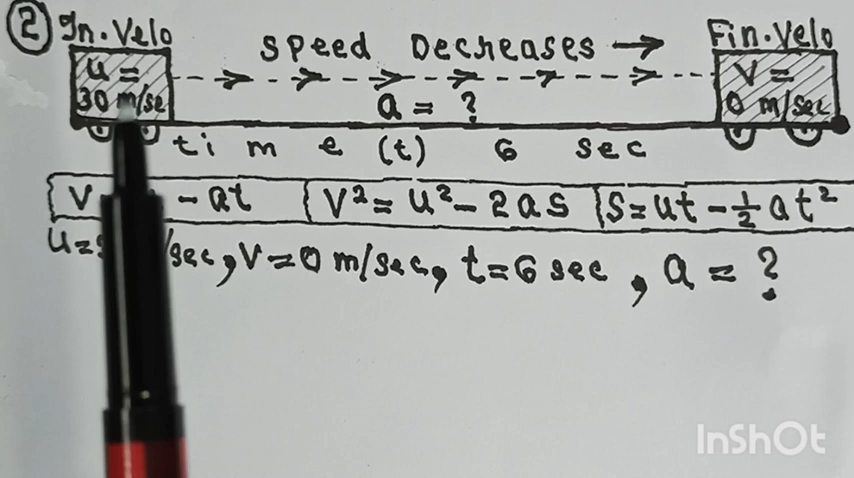 2 In. Velo SPeed Decreases → Fin. Velo
u = 30 m/se a = ? V = 0 m/sec
time (t) 6 sec
V - at V² = u² - 2as S = ut - ½ at²
u= /sec, V = 0 m/sec, t = 6 sec, a = ?
InShOt